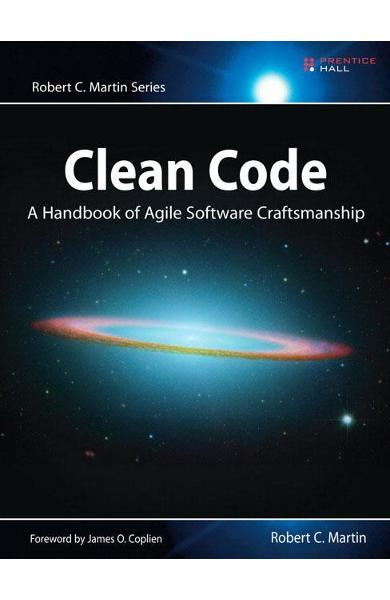 PRENTICE
HALL
Robert C. Martin Series
Clean Code
A Handbook of Agile Software Craftsmanship
Foreword by James O. Coplien
Robert C. Martin